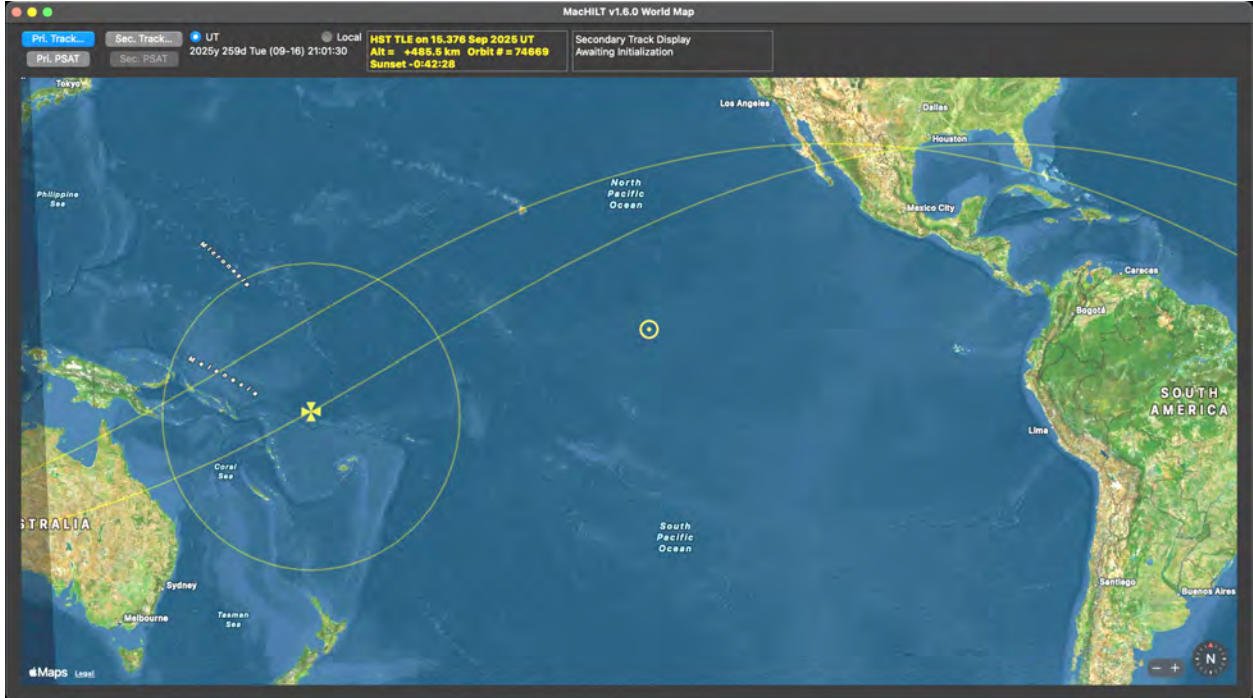 MacHILT v1.6.0 World Map
Pri. Track...
Sec. Track...
UT
Local
Pri. PSAT
Sec. PSAT
2025y 259d Tue (09-16) 21:01:30
HST TLE on 15.376 Sep 2025 UT
Alt = +485.5 km Orbit # = 74669
Sunset -0:42:28
Secondary Track Display
Awaiting Initialization
Tokyo
Los Angeles
Dallas
Houston
North
Pacific
Ocean
Philippine
Sea
Mexico City
Micronesia
Caracas
Bogotá
Melanesia
SOUTH
AMERICA
Lima
Coral
Sea
STRALIA
South
Pacific
Ocean
Sydney
Santiago
Buenos Aires
Melbourne
Tasman
Sea
Maps
Legal
− +
N